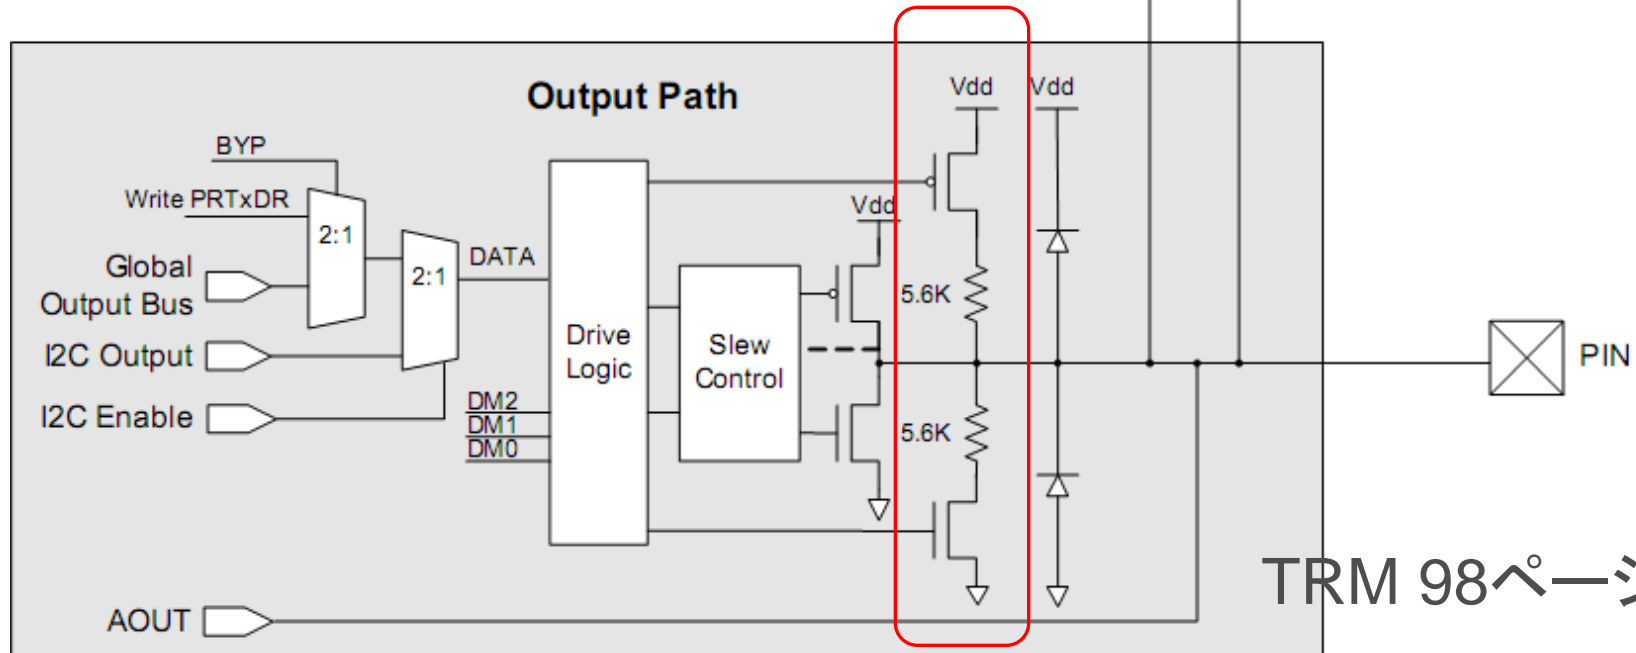 Output Path
Vdd
Vdd
BYP
Write PRTxDR
2:1
Vdd
Global
Output Bus
2:1
DATA
5.6K
I2C Output
Drive
Logic
Slew
Control
PIN
I2C Enable
DM2
DM1
DM0
5.6K
TRM 98ページ
AOUT